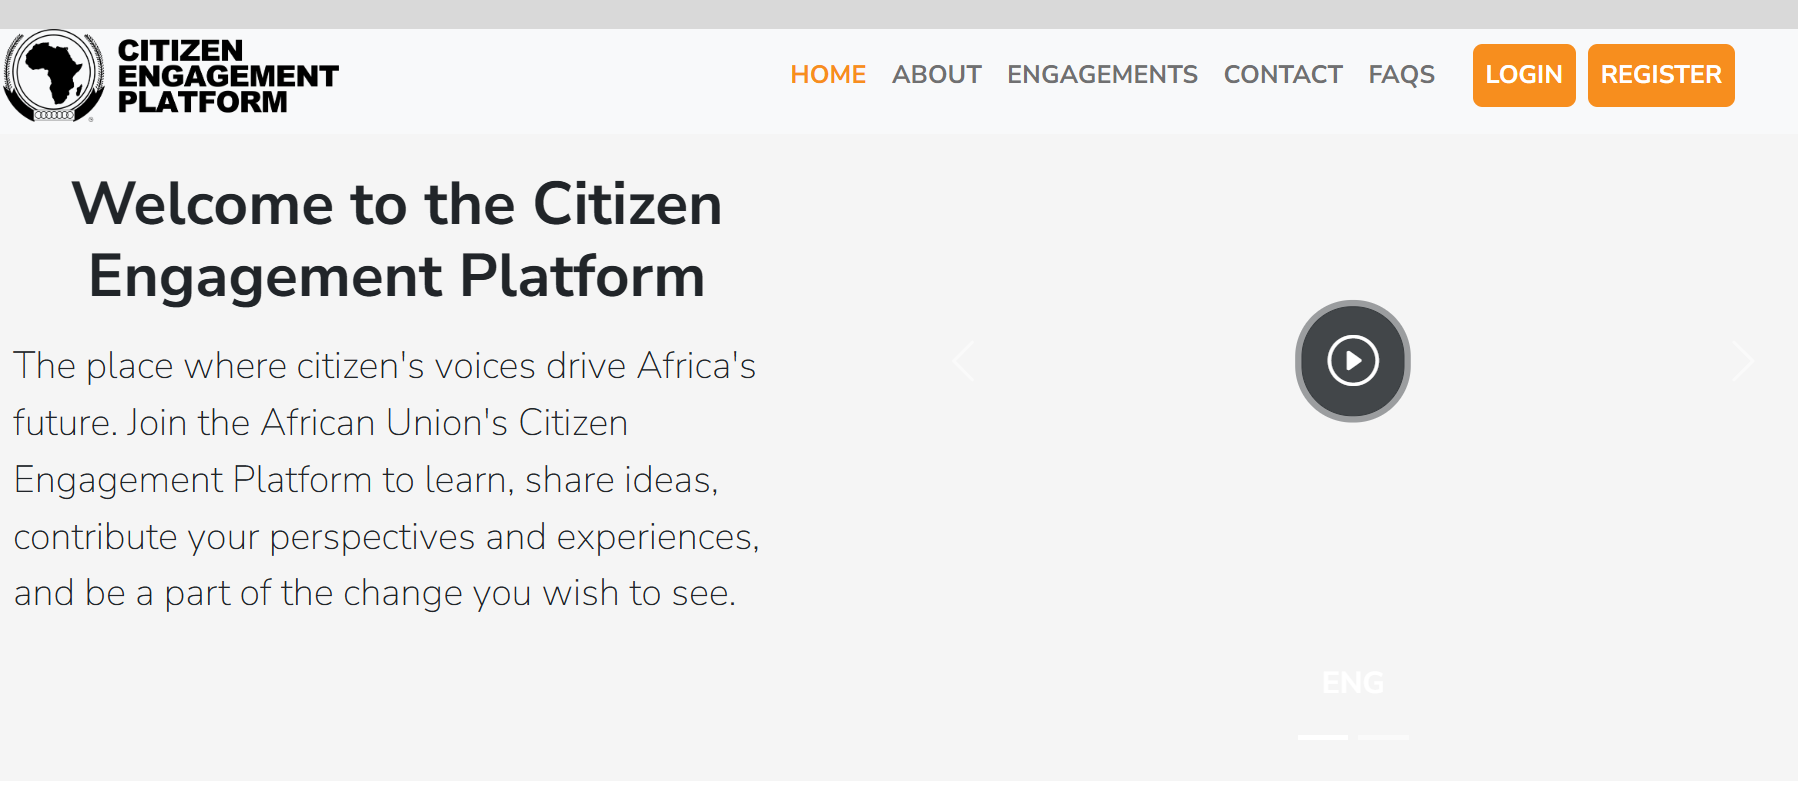 CITIZEN
ENGAGEMENT
PLATFORM
HOME ABOUT ENGAGEMENTS CONTACT FAQS LOGIN REGISTER
Welcome to the Citizen
Engagement Platform
The place where citizen's voices drive Africa's
future. Join the African Union's Citizen
Engagement Platform to learn, share ideas,
contribute your perspectives and experiences,
and be a part of the change you wish to see.
ENG